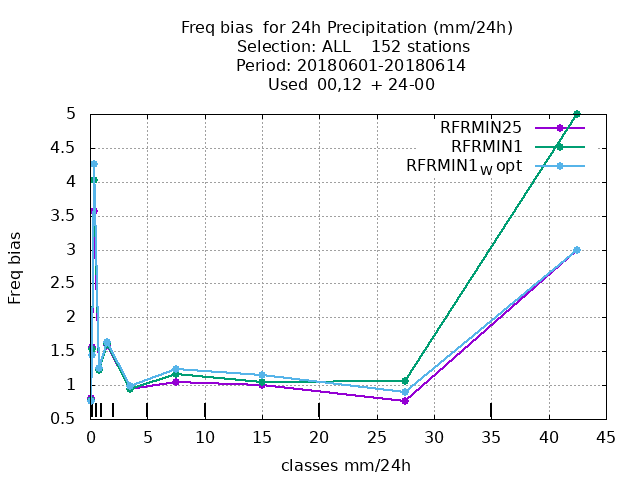 Freq bias for 24h Precipitation (mm/24h)
Selection: ALL 152 stations
Period: 20180601-20180614
Used 00,12 + 24-00
RFRMIN25
RFRMIN1
RFRMIN1W opt
5
4.5
4
3.5
3
2.5
2
1.5
1
0.5
Freq bias
0 5 10 15 20 25 30 35 40 45
classes mm/24h